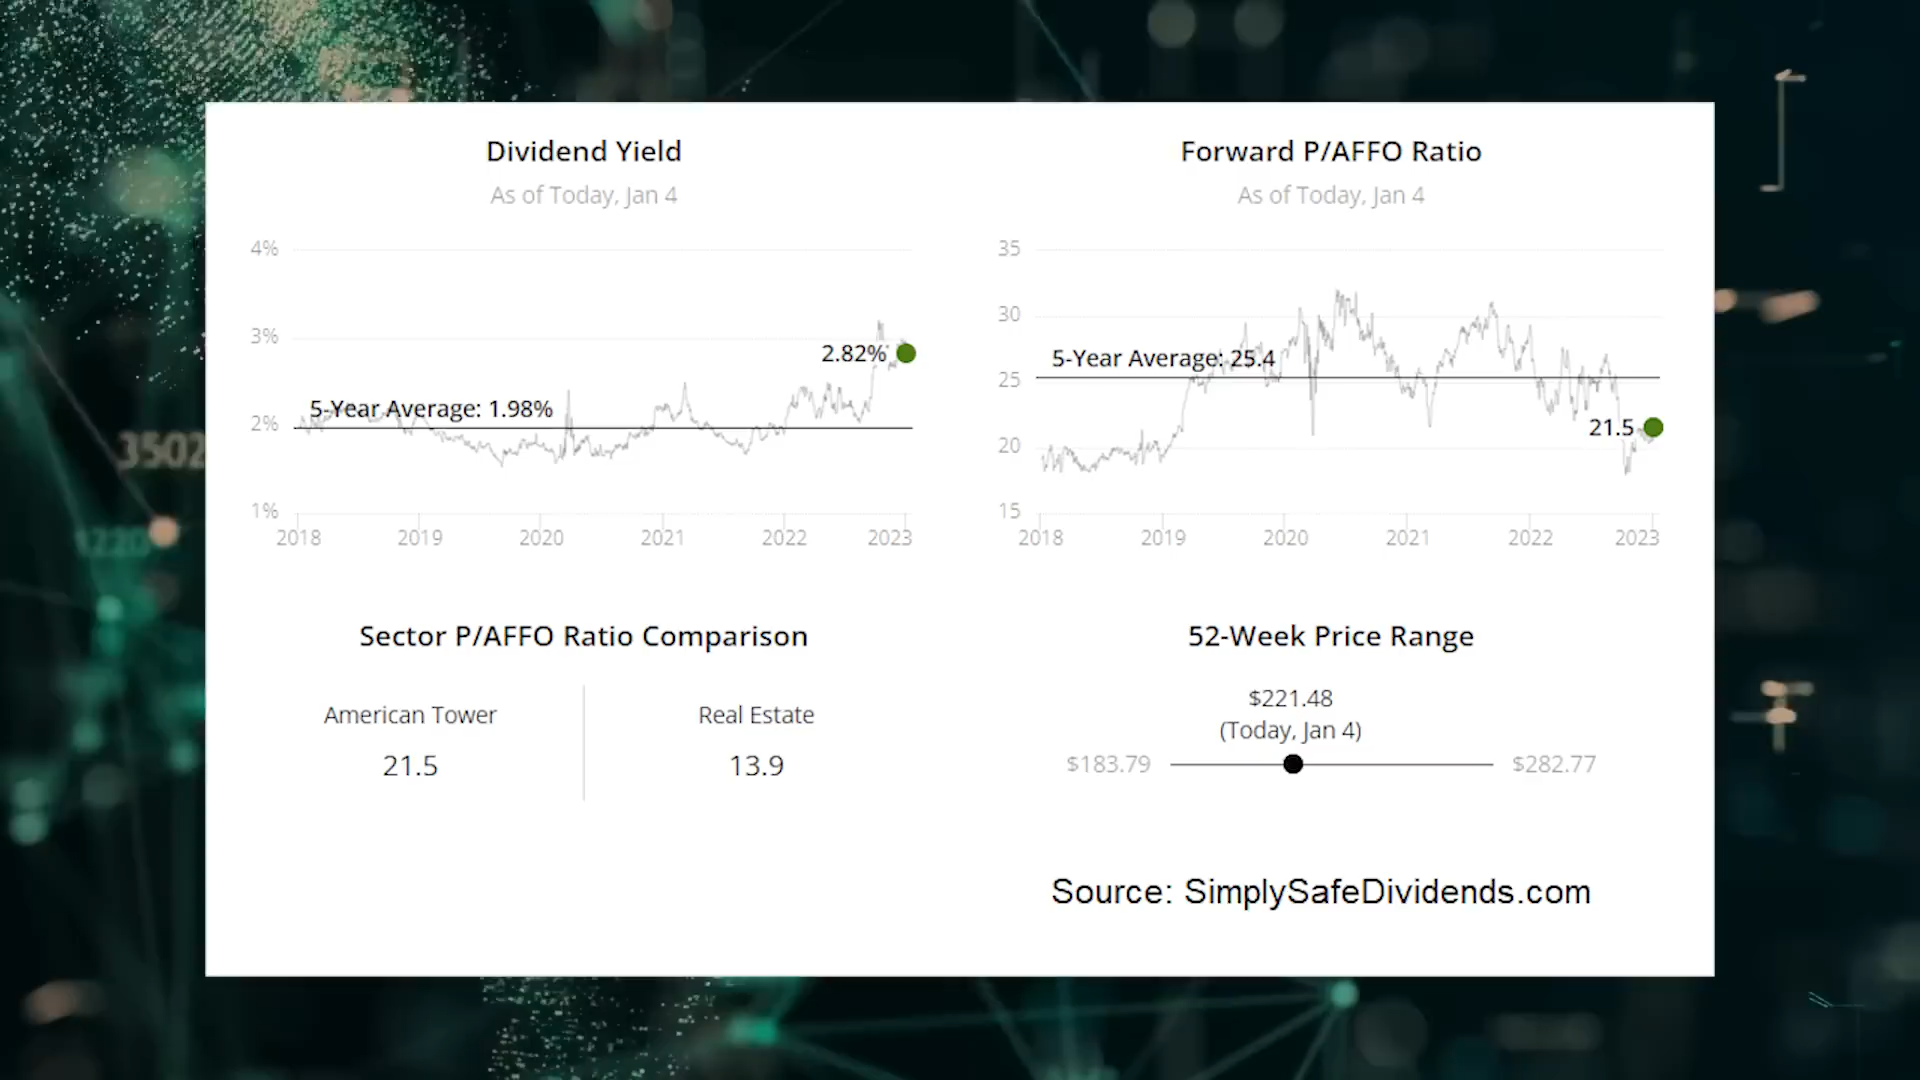 Dividend Yield
As of Today, Jan 4
4%
3%
2%
1%
2.82%
5-Year Average: 1.98%
2018 2019 2020 2021 2022 2023
Forward P/AFFO Ratio
As of Today, Jan 4
35
30
25
20
15
5-Year Average: 25.4
21.5
2018 2019 2020 2021 2022 2023
Sector P/AFFO Ratio Comparison
American Tower
21.5
Real Estate
13.9
52-Week Price Range
$221.48
(Today, Jan 4)
$183.79 $282.77
Source: SimplySafeDividends.com
3502
1220